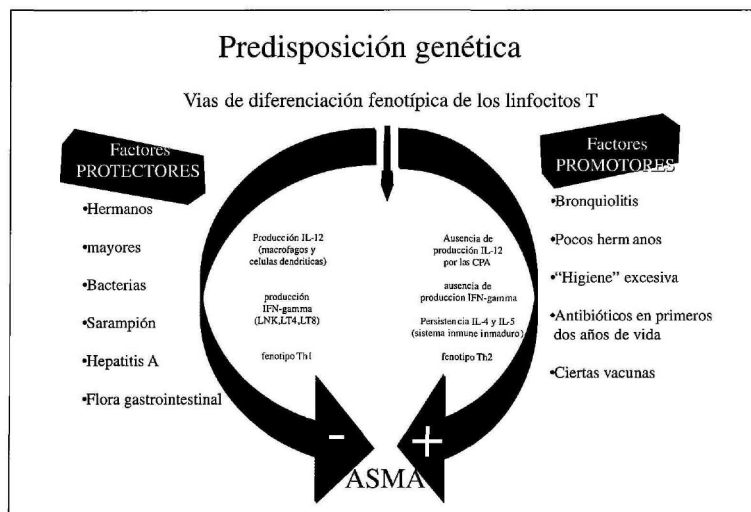 Predisposición genética
Vias de diferenciación fenotípica de los linfocitos T
Factores
PROTECTORES
•Hermanos
•mayores
•Bacterias
•Sarampión
•Hepatitis A
•Flora gastrointestinal
Producción IL-12
(macrofagos y
celulas dendríticas)
producción
IFN-gamma
(LNK,LT4,LT8)
fenotipo Th1
Ausencia de
producción IL-12
por las CPA
ausencia de
produccion IFN-gamma
Persistencia IL-4 y IL-5
(sistema inmune inmaduro)
fenotipo Th2
Factores
PROMOTORES
•Bronquiolitis
•Pocos herm anos
•“Higiene” excesiva
•Antibióticos en primeros
dos años de vida
•Ciertas vacunas
- +
ASMA